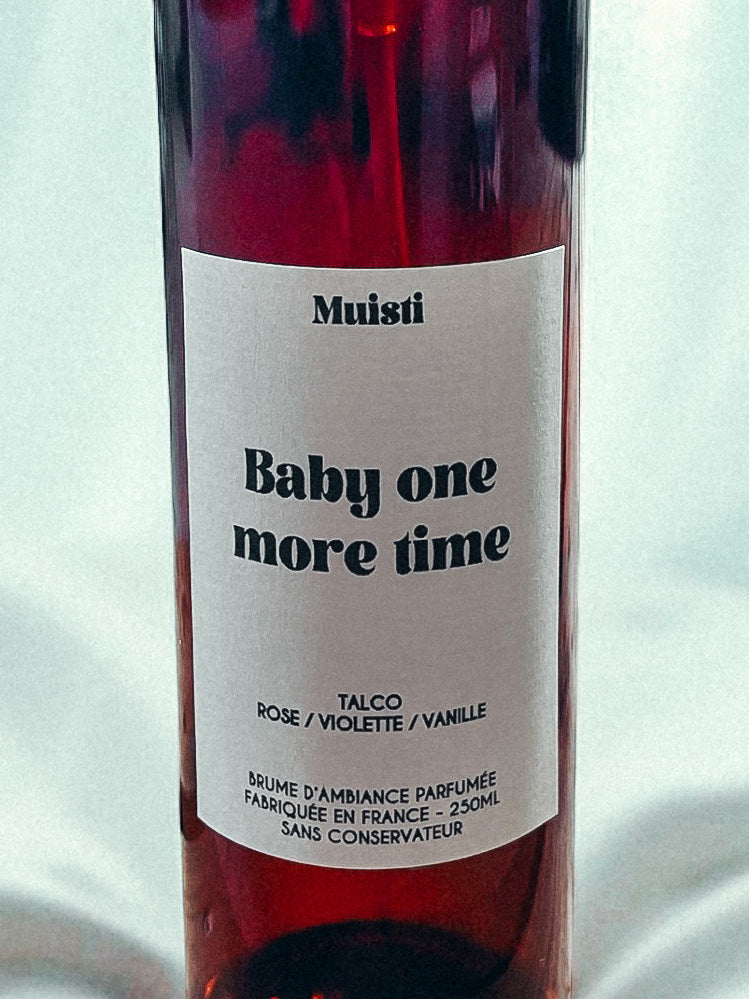 Muisti
Baby one
more time
TALCO
ROSE / VIOLETTE / VANILLE
BRUME D'AMBIANCE PARFUMÉE
FABRIQUÉE EN FRANCE - 250ML
SANS CONSERVATEUR